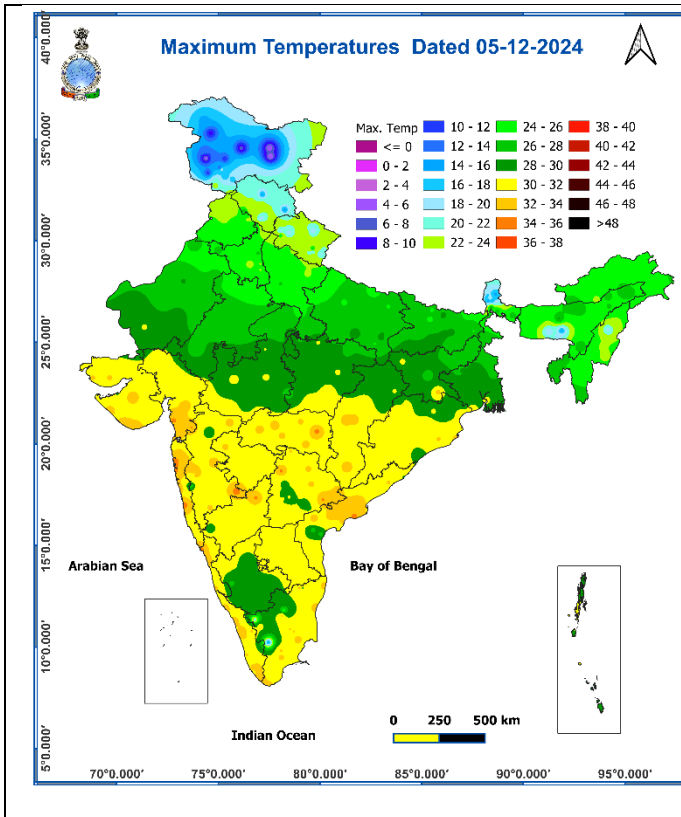 Maximum Temperatures Dated 05-12-2024
40°0.000'
35°0.000'
30°0.000'
25°0.000'
20°0.000'
15°0.000'
10°0.000'
5°0.000'
Max. Temp
<= 0
0 - 2
2 - 4
4 - 6
6 - 8
8 - 10
10 - 12
12 - 14
14 - 16
16 - 18
18 - 20
20 - 22
22 - 24
24 - 26
26 - 28
28 - 30
30 - 32
32 - 34
34 - 36
36 - 38
38 - 40
40 - 42
42 - 44
44 - 46
46 - 48
>48
Arabian Sea
Bay of Bengal
Indian Ocean
0 250 500 km
70°0.000' 75°0.000' 80°0.000' 85°0.000' 90°0.000' 95°0.000'